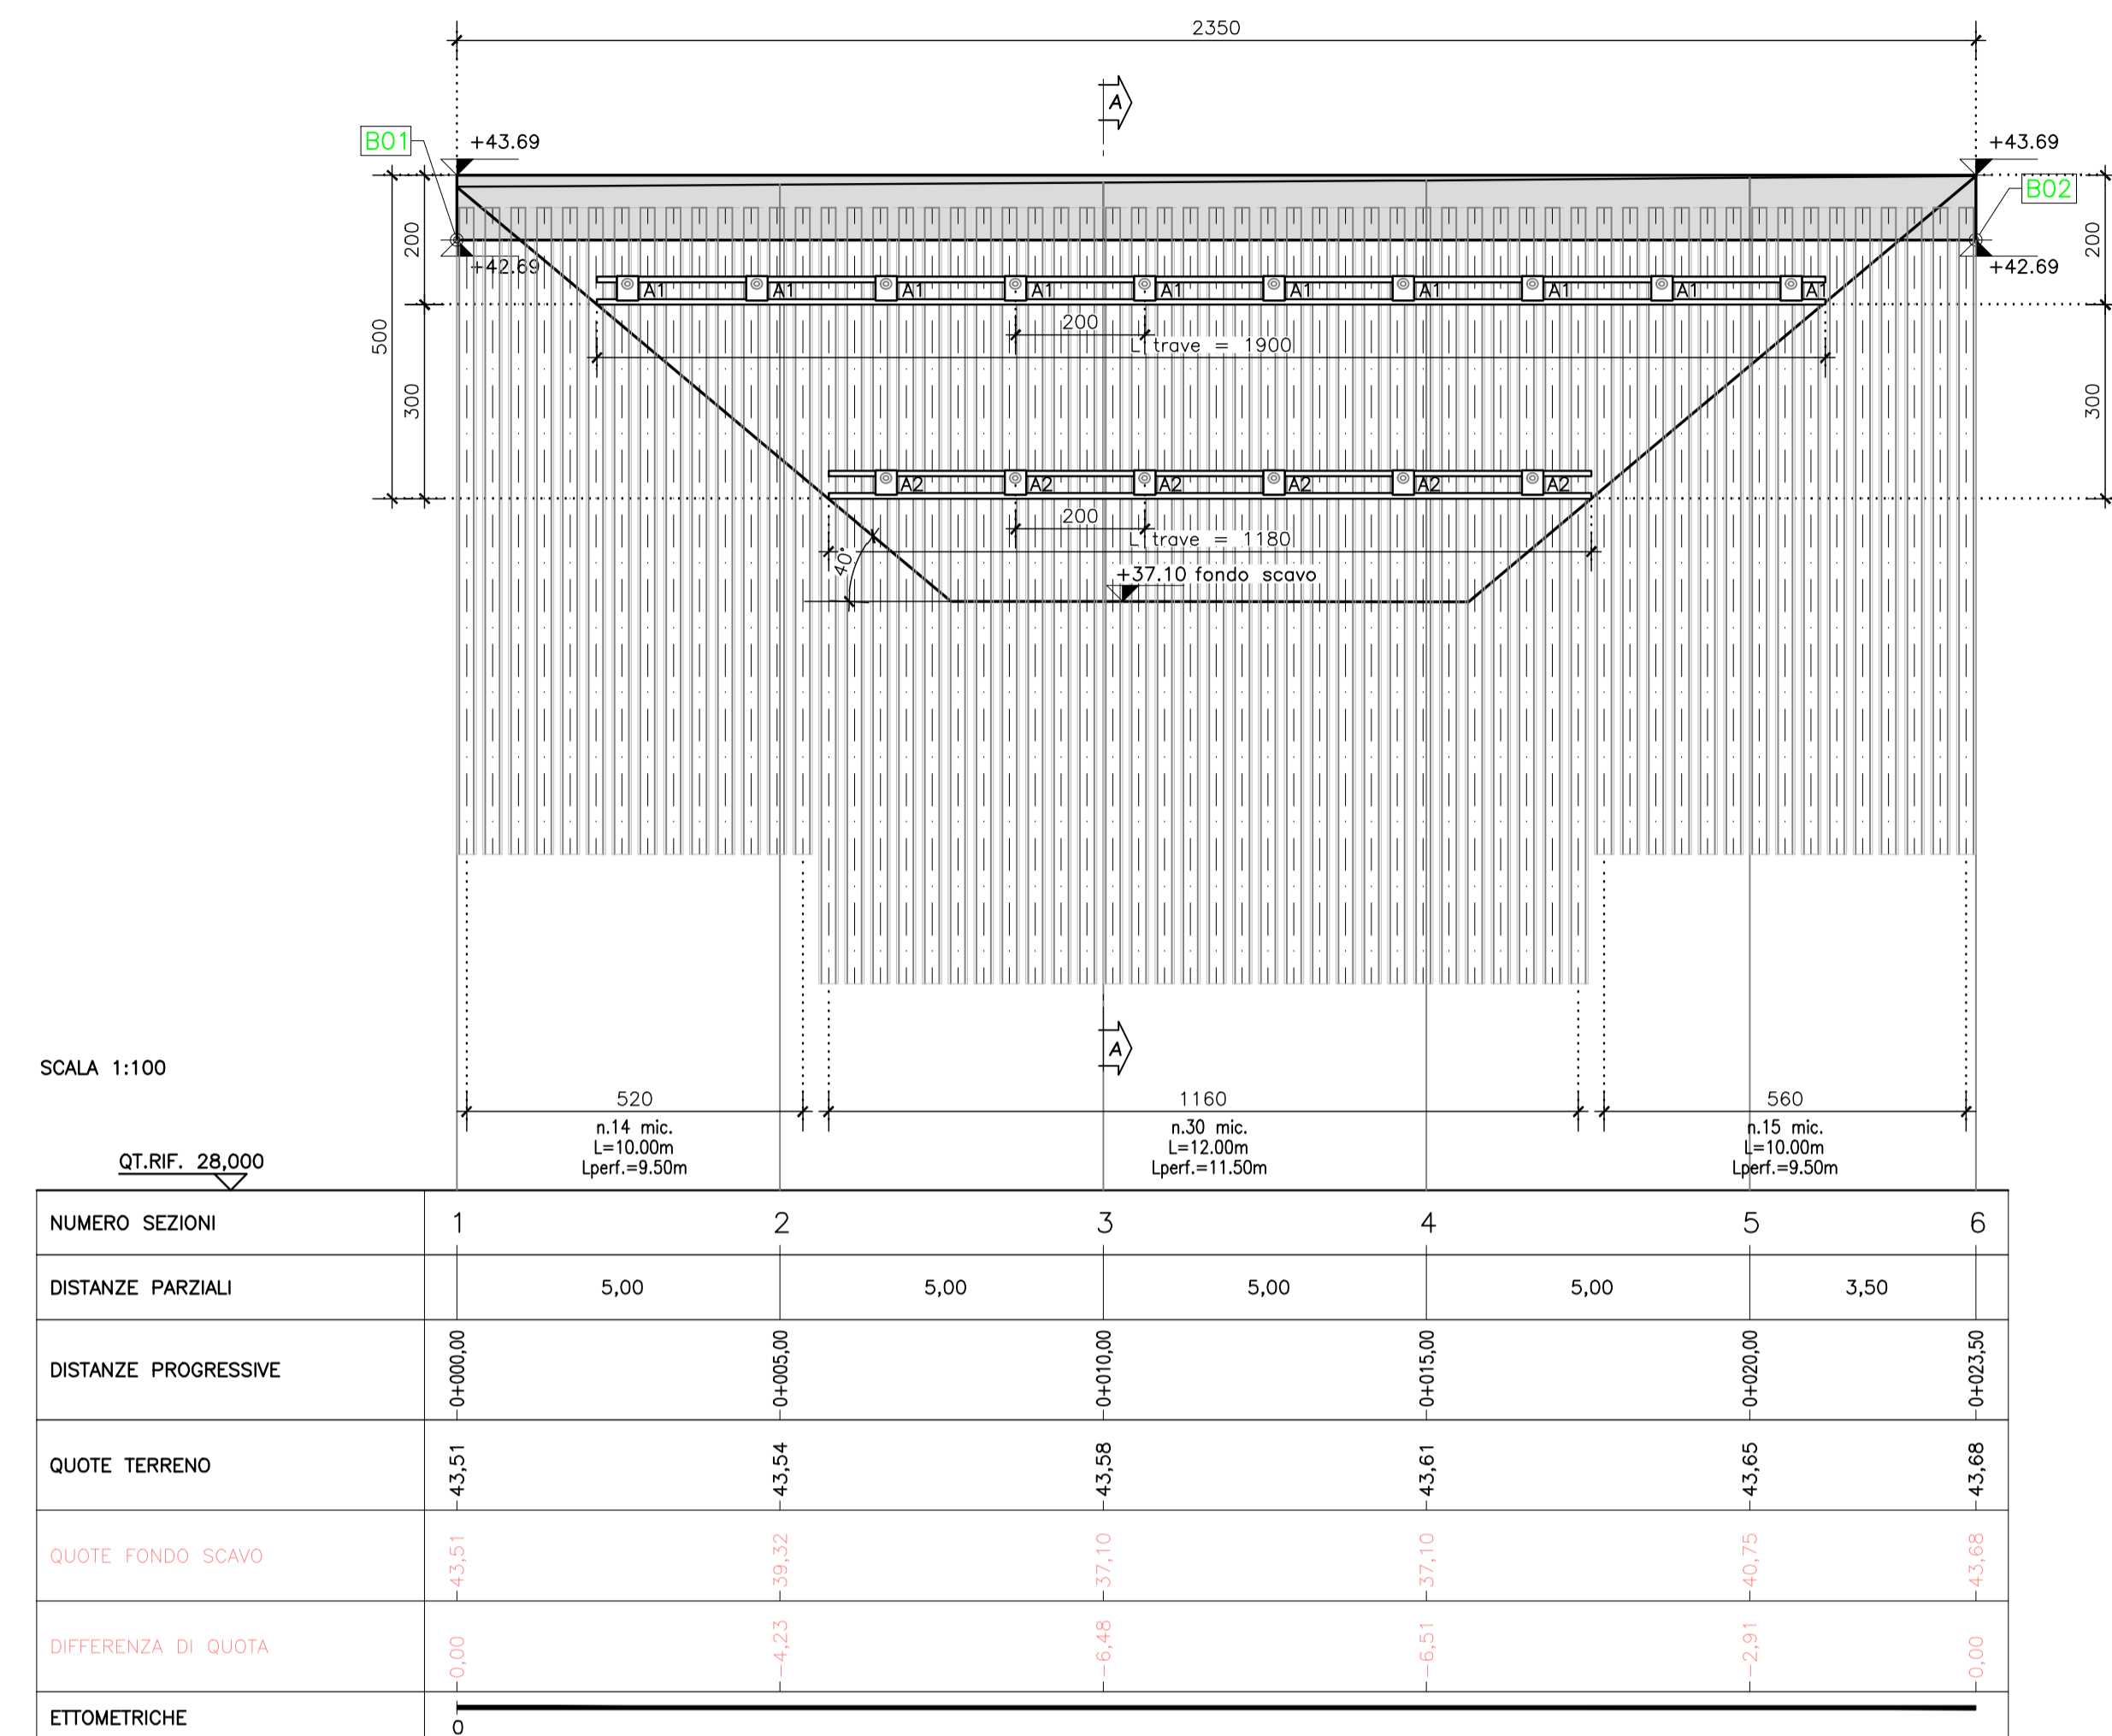 2350
A
B01
+43.69
+43.69
B02
+42.69
+42.69
200
200
500
300
300
A1 A1 A1 A1 A1 A1 A1 A1 A1 A1
200
L trave = 1900
A2 A2 A2 A2 A2 A2
200
L trave = 1180
40°
+37.10 fondo scavo
A
SCALA 1:100
520
1160
560
n.14 mic.
L=10.00m
Lperf.=9.50m
n.30 mic.
L=12.00m
Lperf.=11.50m
n.15 mic.
L=10.00m
Lperf.=9.50m
QT.RIF. 28,000
NUMERO SEZIONI 1 2 3 4 5 6
DISTANZE PARZIALI 5,00 5,00 5,00 5,00 3,50
DISTANZE PROGRESSIVE 0+000,00 0+005,00 0+010,00 0+015,00 0+020,00 0+023,50
QUOTE TERRENO 43,51 43,54 43,58 43,61 43,65 43,68
QUOTE FONDO SCAVO 43,51 39,32 37,10 37,10 40,75 43,68
DIFFERENZA DI QUOTA 0,00 -4,23 -6,48 -6,51 -2,91 0,00
ETTOMETRICHE 0